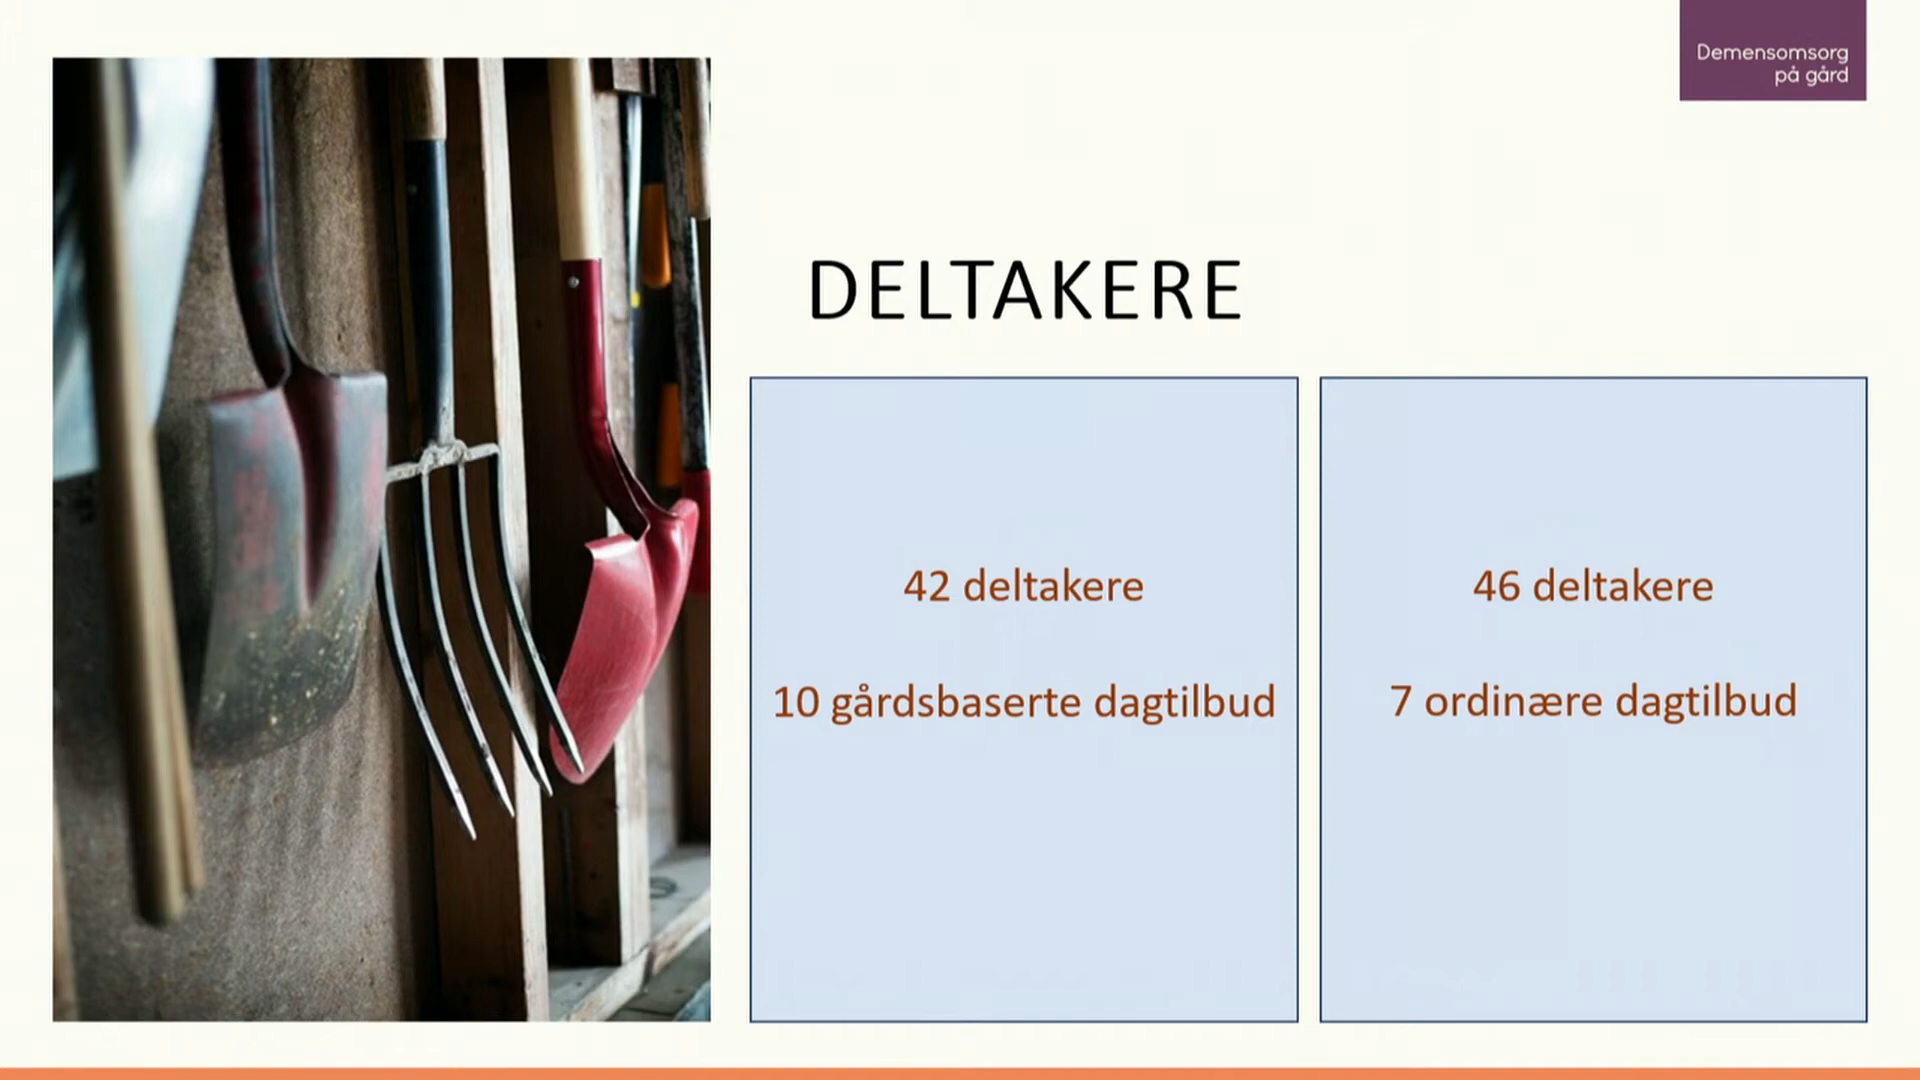 Demensomsorg
på gård
DELTAKERE
42 deltakere
10 gårdsbaserte dagtilbud
46 deltakere
7 ordinære dagtilbud